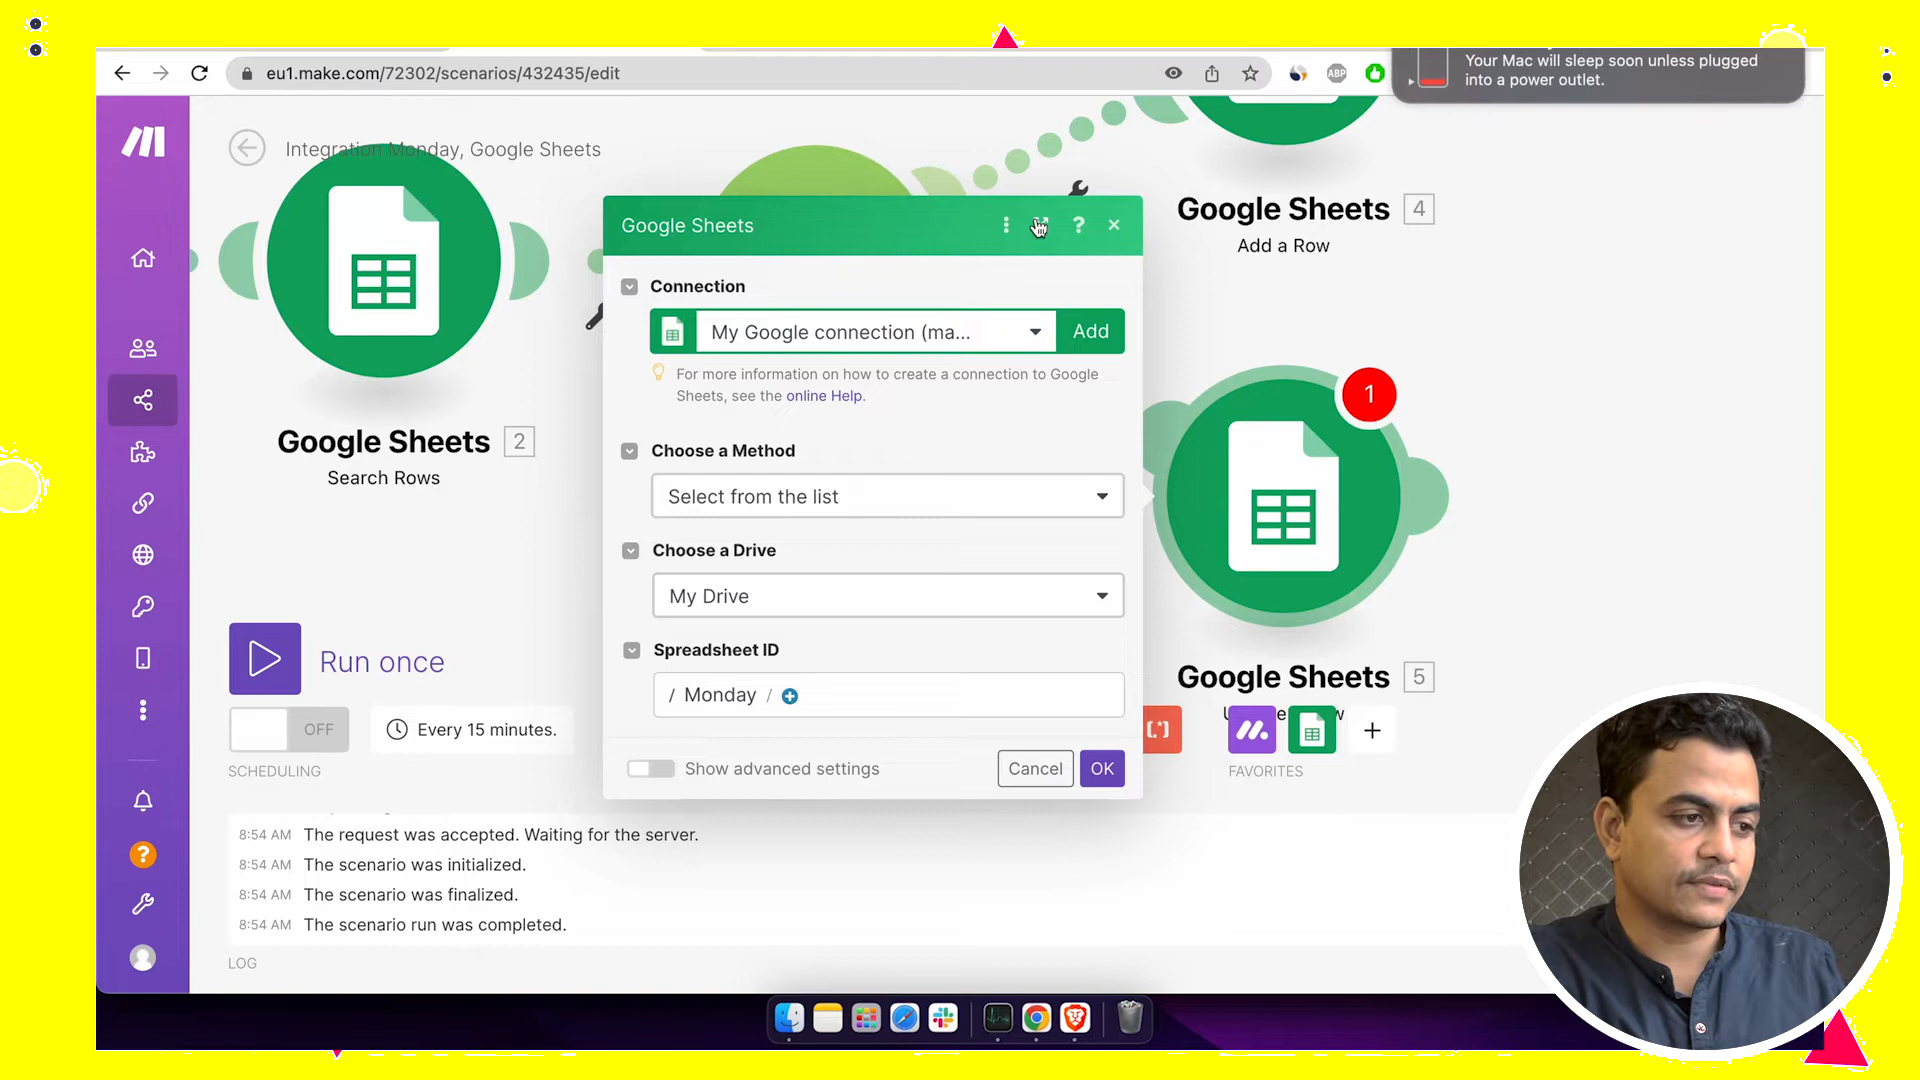 eu1.make.com/72302/scenarios/432435/edit
ABP
Your Mac will sleep soon unless plugged
into a power outlet.
Integration Monday, Google Sheets
Google Sheets 4
Add a Row
Google Sheets
?
Connection
My Google connection (ma...
Add
For more information on how to create a connection to Google
Sheets, see the online Help.
1
Google Sheets 2
Search Rows
Choose a Method
Select from the list
Choose a Drive
My Drive
Spreadsheet ID
/ Monday /
Run once
Google Sheets 5
OFF
Every 15 minutes.
SCHEDULING
Show advanced settings
Cancel
OK
FAVORITES
8:54 AM The request was accepted. Waiting for the server.
8:54 AM The scenario was initialized.
8:54 AM The scenario was finalized.
8:54 AM The scenario run was completed.
LOG